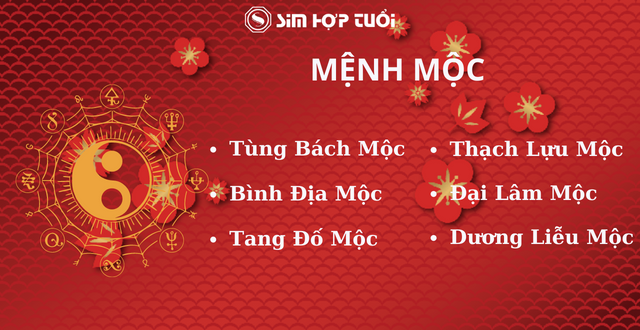 SIM HỢP TUỔI
MỆNH MỘC
• Tùng Bách Mộc
• Bình Địa Mộc
• Tang Đố Mộc
• Thạch Lựu Mộc
• Đại Lâm Mộc
• Dương Liễu Mộc